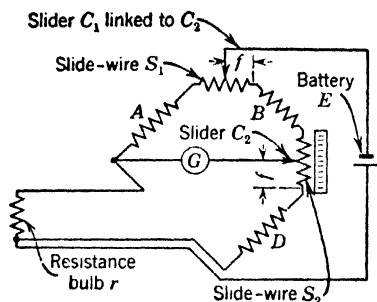 Slider C₁ linked to C₂
Slide-wire S₁
f
Battery
E
A
B
Slider C₂
G
f
D
Resistance
bulb r
Slide-wire S₂